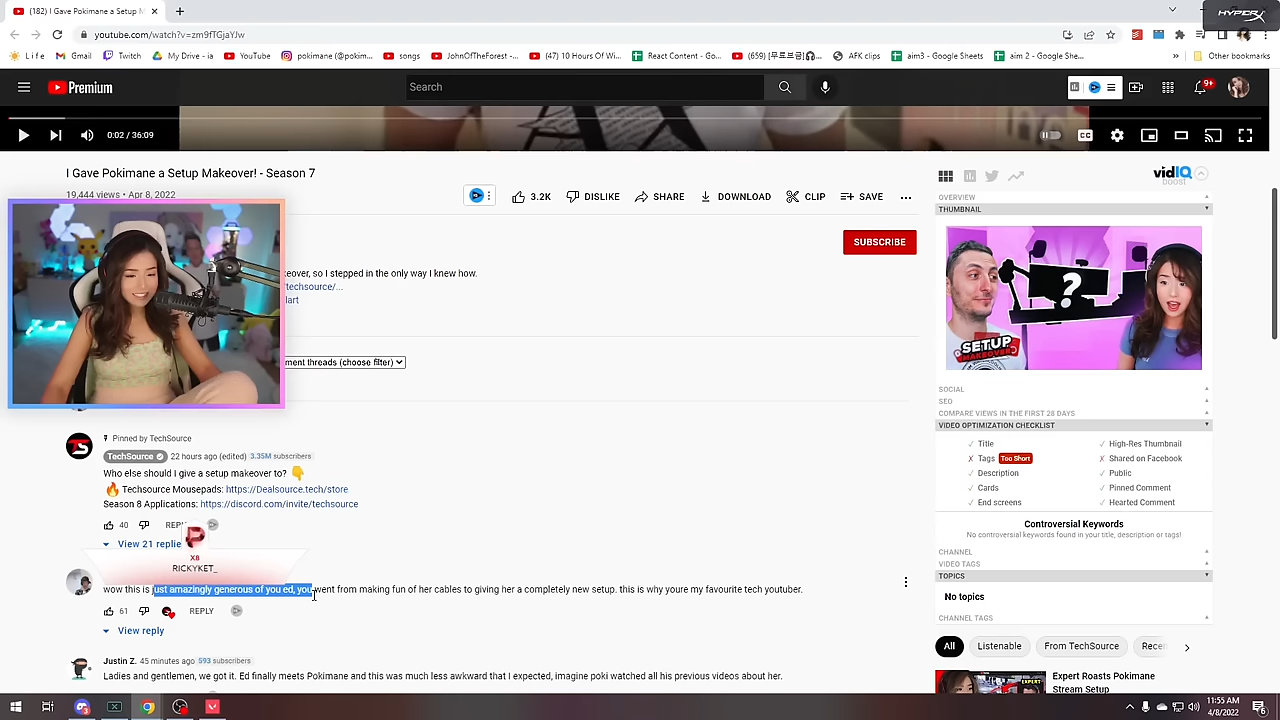 (182) I Gave Pokimane a Setup M
HYPERX
youtube.com/watch?v=zm9fTGjaYJw
L i f e
Gmail
Twitch
My Drive - ia
YouTube
pokimane (@pokim...
songs
JohnOfTheForest -...
(47) 10 Hours Of Wi...
React Content - Go...
AFK clips
aim3 - Google Sheets
aim 2 - Google She...
»
Other bookmarks
Premium
Search
9+
0:02 / 36:09
CC
I Gave Pokimane a Setup Makeover! - Season 7
19,444 views • Apr 8, 2022
3.2K
DISLIKE
SHARE
DOWNLOAD
CLIP
SAVE
SUBSCRIBE
keover, so I stepped in the only way I knew how.
techsource/...
lart
ment threads (choose filter)
Pinned by TechSource
TechSource 22 hours ago (edited) 3.35M subscribers
Who else should I give a setup makeover to?
Techsource Mousepads: https://Dealsource.tech/store
Season 8 Applications: https://discord.com/invite/techsource
40
View 21 replie
X8
RICKYKET_
wow this is just amazingly generous of you ed, you went from making fun of her cables to giving her a completely new setup. this is why youre my favourite tech youtuber.
61 REPLY
View reply
Justin Z. 45 minutes ago 593 subscribers
Ladies and gentlemen, we got it. Ed finally meets Pokimane and this was much less awkward that I expected, imagine poki watched all his previous videos about her.
vidIQ
boost
OVERVIEW
THUMBNAIL
?
SETUP
MAKEOVER
SOCIAL
SEO
COMPARE VIEWS IN THE FIRST 28 DAYS
VIDEO OPTIMIZATION CHECKLIST
✓ Title
✓ High-Res Thumbnail
✗ Tags Too Short
✗ Shared on Facebook
✓ Description
✓ Public
✓ Cards
✓ Pinned Comment
✓ End screens
✓ Hearted Comment
Controversial Keywords
No controversial keywords found in your title, description or tags!
CHANNEL
VIDEO TAGS
TOPICS
No topics
CHANNEL TAGS
All
Listenable
From TechSource
Recen
Expert Roasts Pokimane
Stream Setup
11:55 AM
4/8/2022